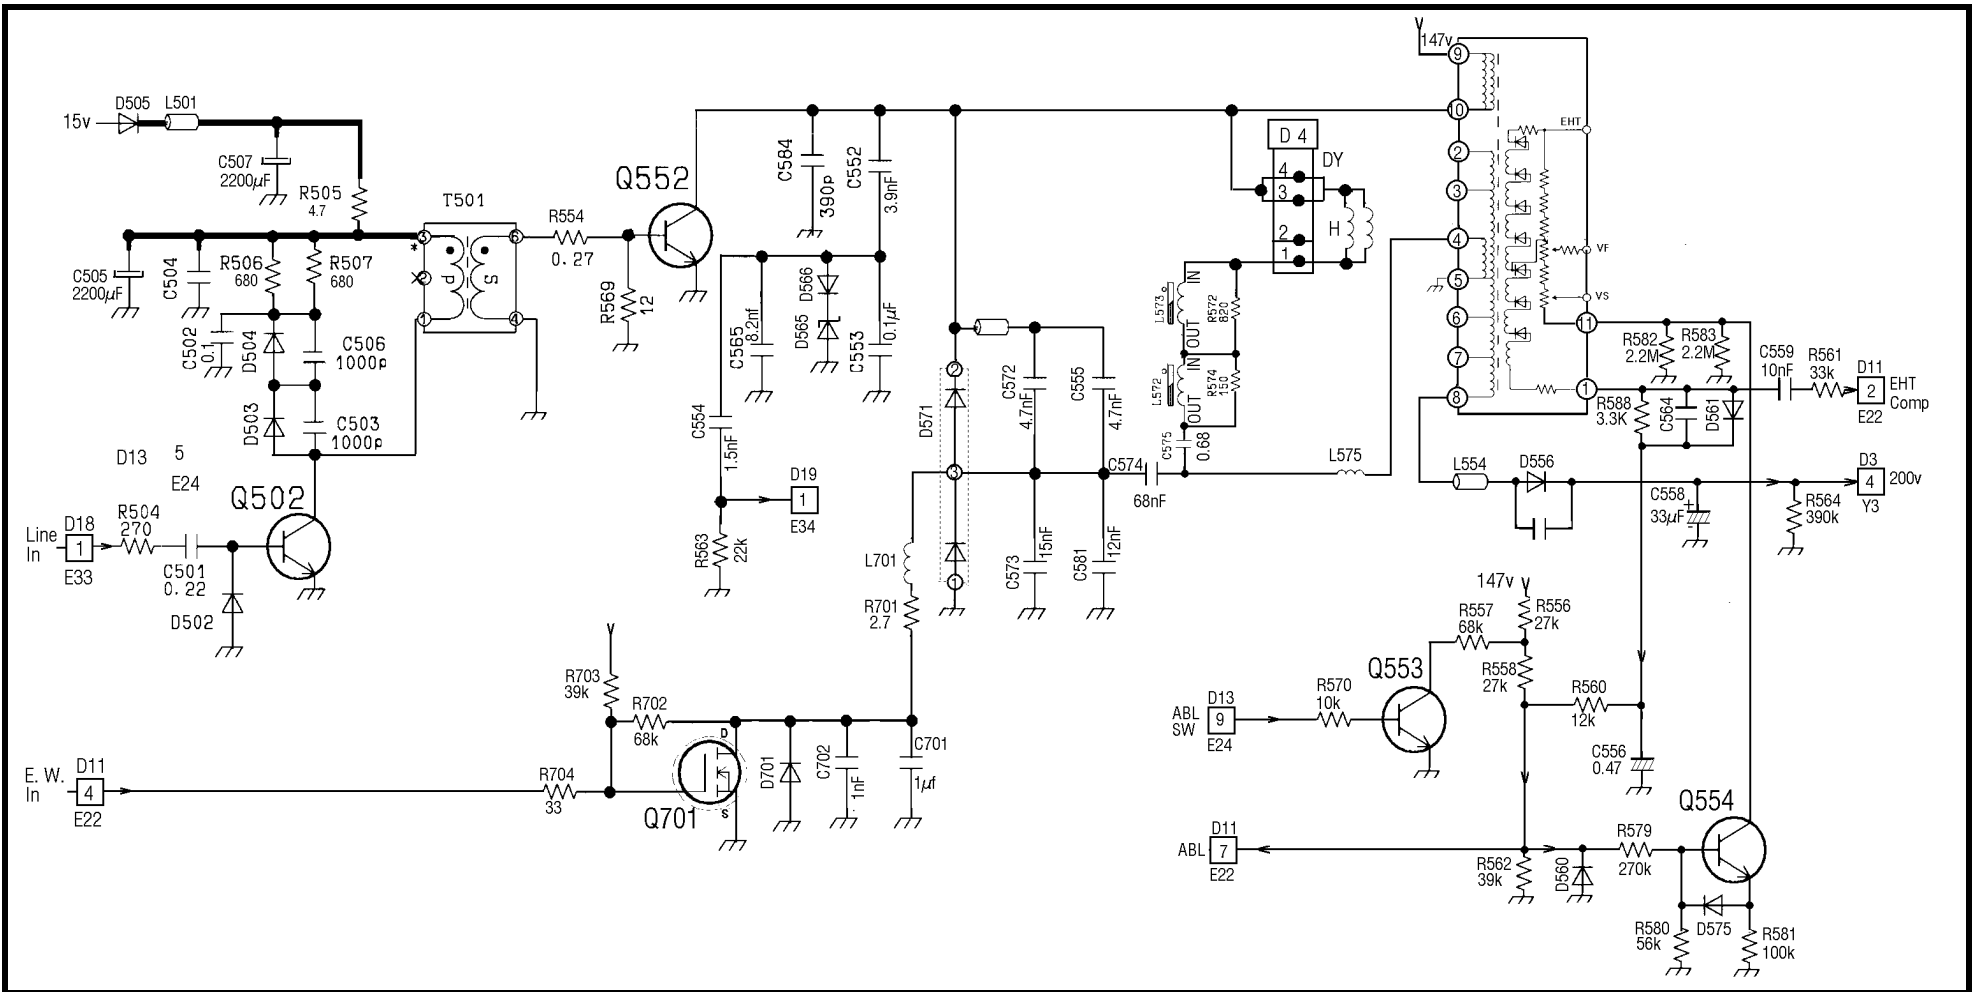 147v
9
D505 L501
15v
10
EHT
D 4
C507
2200µF
Q552
C584
390p
C552
3.9nF
DY
4
3
2
1
H
2
3
R505
4.7
T501
R554
0.27
3
*
6
2
P
S
1
4
C505
2200µF
C504
R506
680
R507
680
4
VF
5
VS
R569
12
C565
8.2nf
D566
D565
C553
0.1µF
L573
IN
OUT
R572
820
6
11
C502
0.1
D504
C506
1000p
7
R582
2.2M
R583
2.2M
C559
10nF
R561
33k
D11
2
E22
EHT
Comp
2
C572
4.7nF
C555
4.7nF
L572
IN
OUT
R574
150
8
1
R588
3.3K
C564
D561
D503
C503
1000p
D571
C554
1.5nF
C575
0.68
D13 5
E24
3
C574
68nF
L575
L554 D556
D3
4
Y3
200v
Q502
D19
1
E34
C558
33µF
+
-
R564
390k
Line
In
D18
1
E33
R504
270
C501
0.22
R563
22k
L701
C573
15nF
C581
12nF
1
D502
R701
2.7
147v
R557
68k
R556
27k
Q553
R558
27k
R703
39k
R702
68k
ABL
SW
D13
9
E24
R570
10k
R560
12k
D
D701
C702
1nF
C701
1µf
C556
0.47
E. W.
In
D11
4
E22
R704
33
Q701
S
Q554
ABL
D11
7
E22
R562
39k
D560
R579
270k
R580
56k
D575
R581
100k